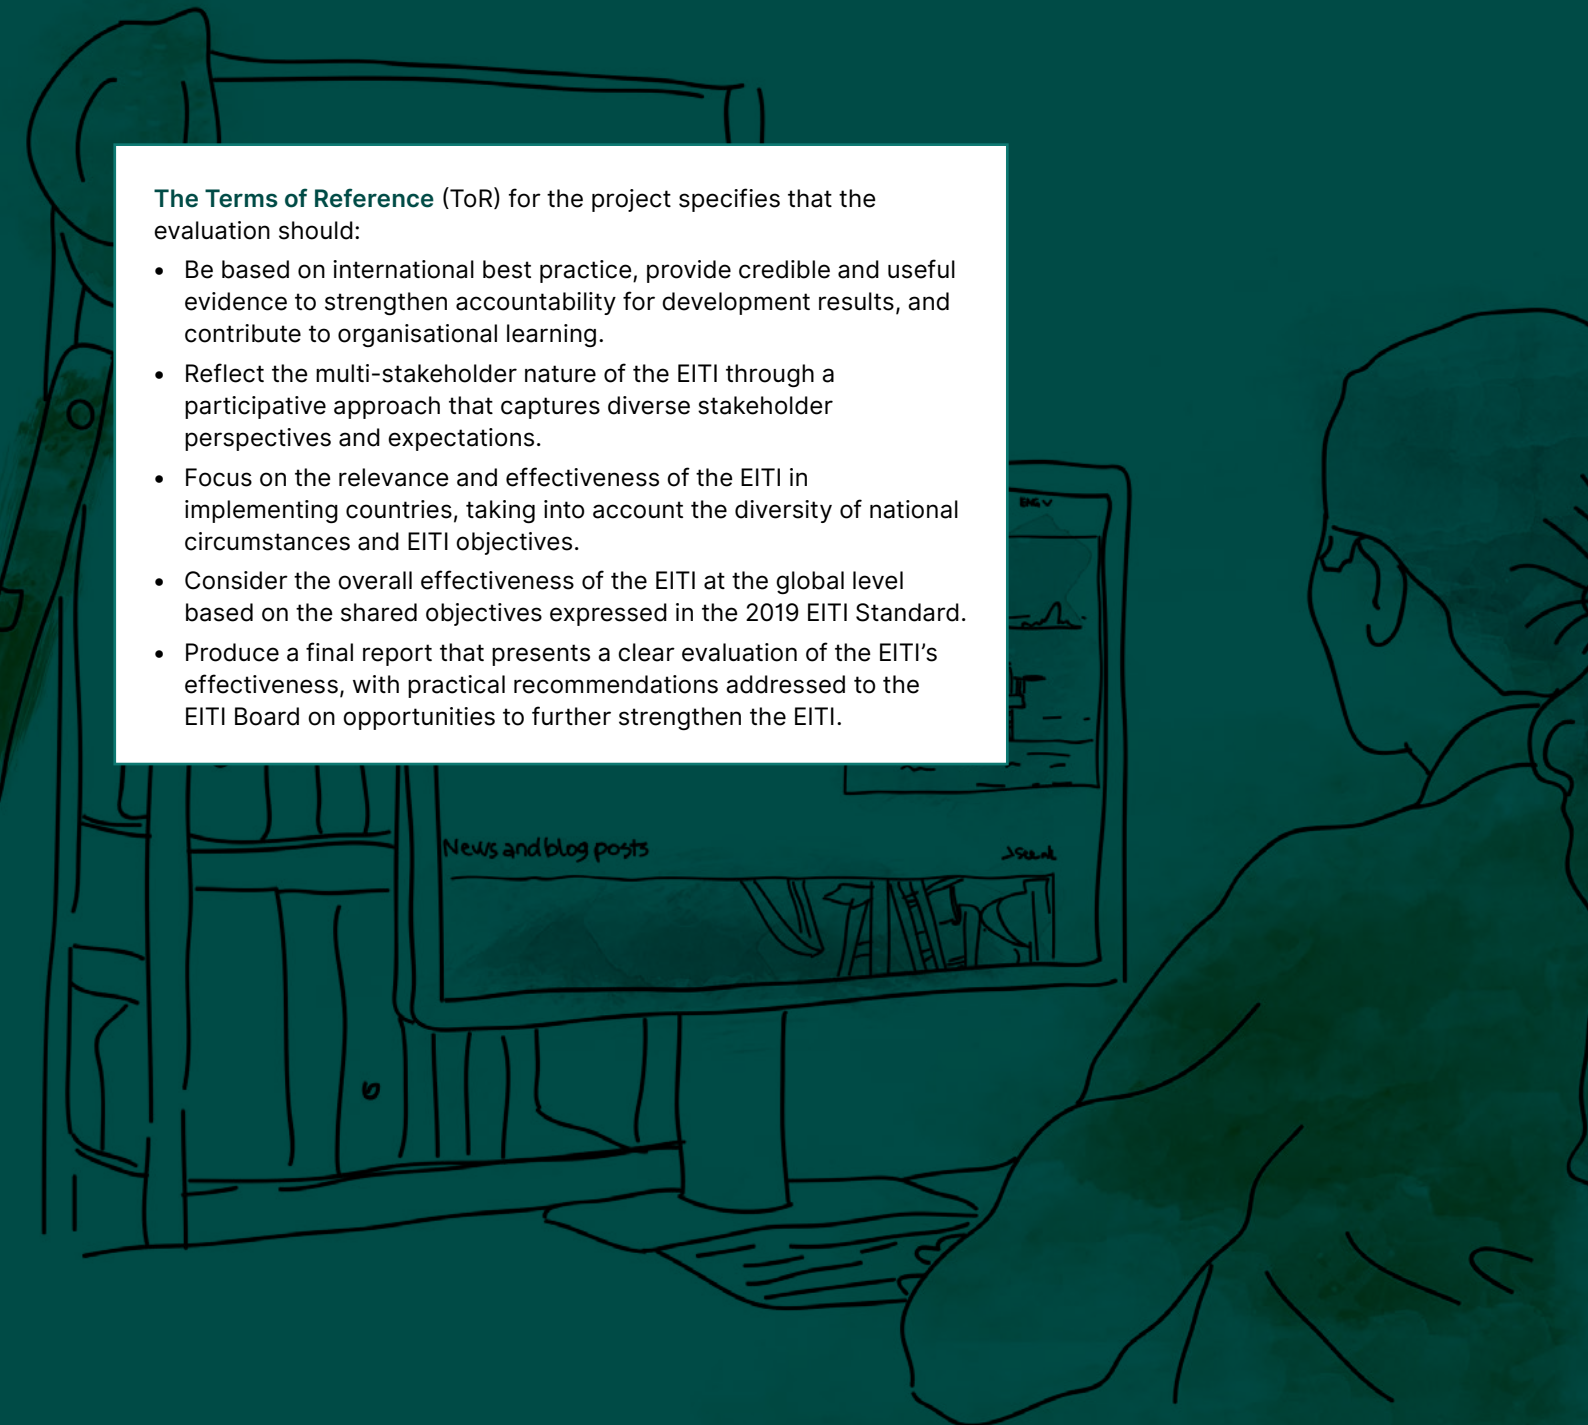 The Terms of Reference (ToR) for the project specifies that the
evaluation should:
• Be based on international best practice, provide credible and useful
evidence to strengthen accountability for development results, and
contribute to organisational learning.
• Reflect the multi-stakeholder nature of the EITI through a
participative approach that captures diverse stakeholder
perspectives and expectations.
• Focus on the relevance and effectiveness of the EITI in
implementing countries, taking into account the diversity of national
circumstances and EITI objectives.
• Consider the overall effectiveness of the EITI at the global level
based on the shared objectives expressed in the 2019 EITI Standard.
• Produce a final report that presents a clear evaluation of the EITI’s
effectiveness, with practical recommendations addressed to the
EITI Board on opportunities to further strengthen the EITI.
News and blog posts